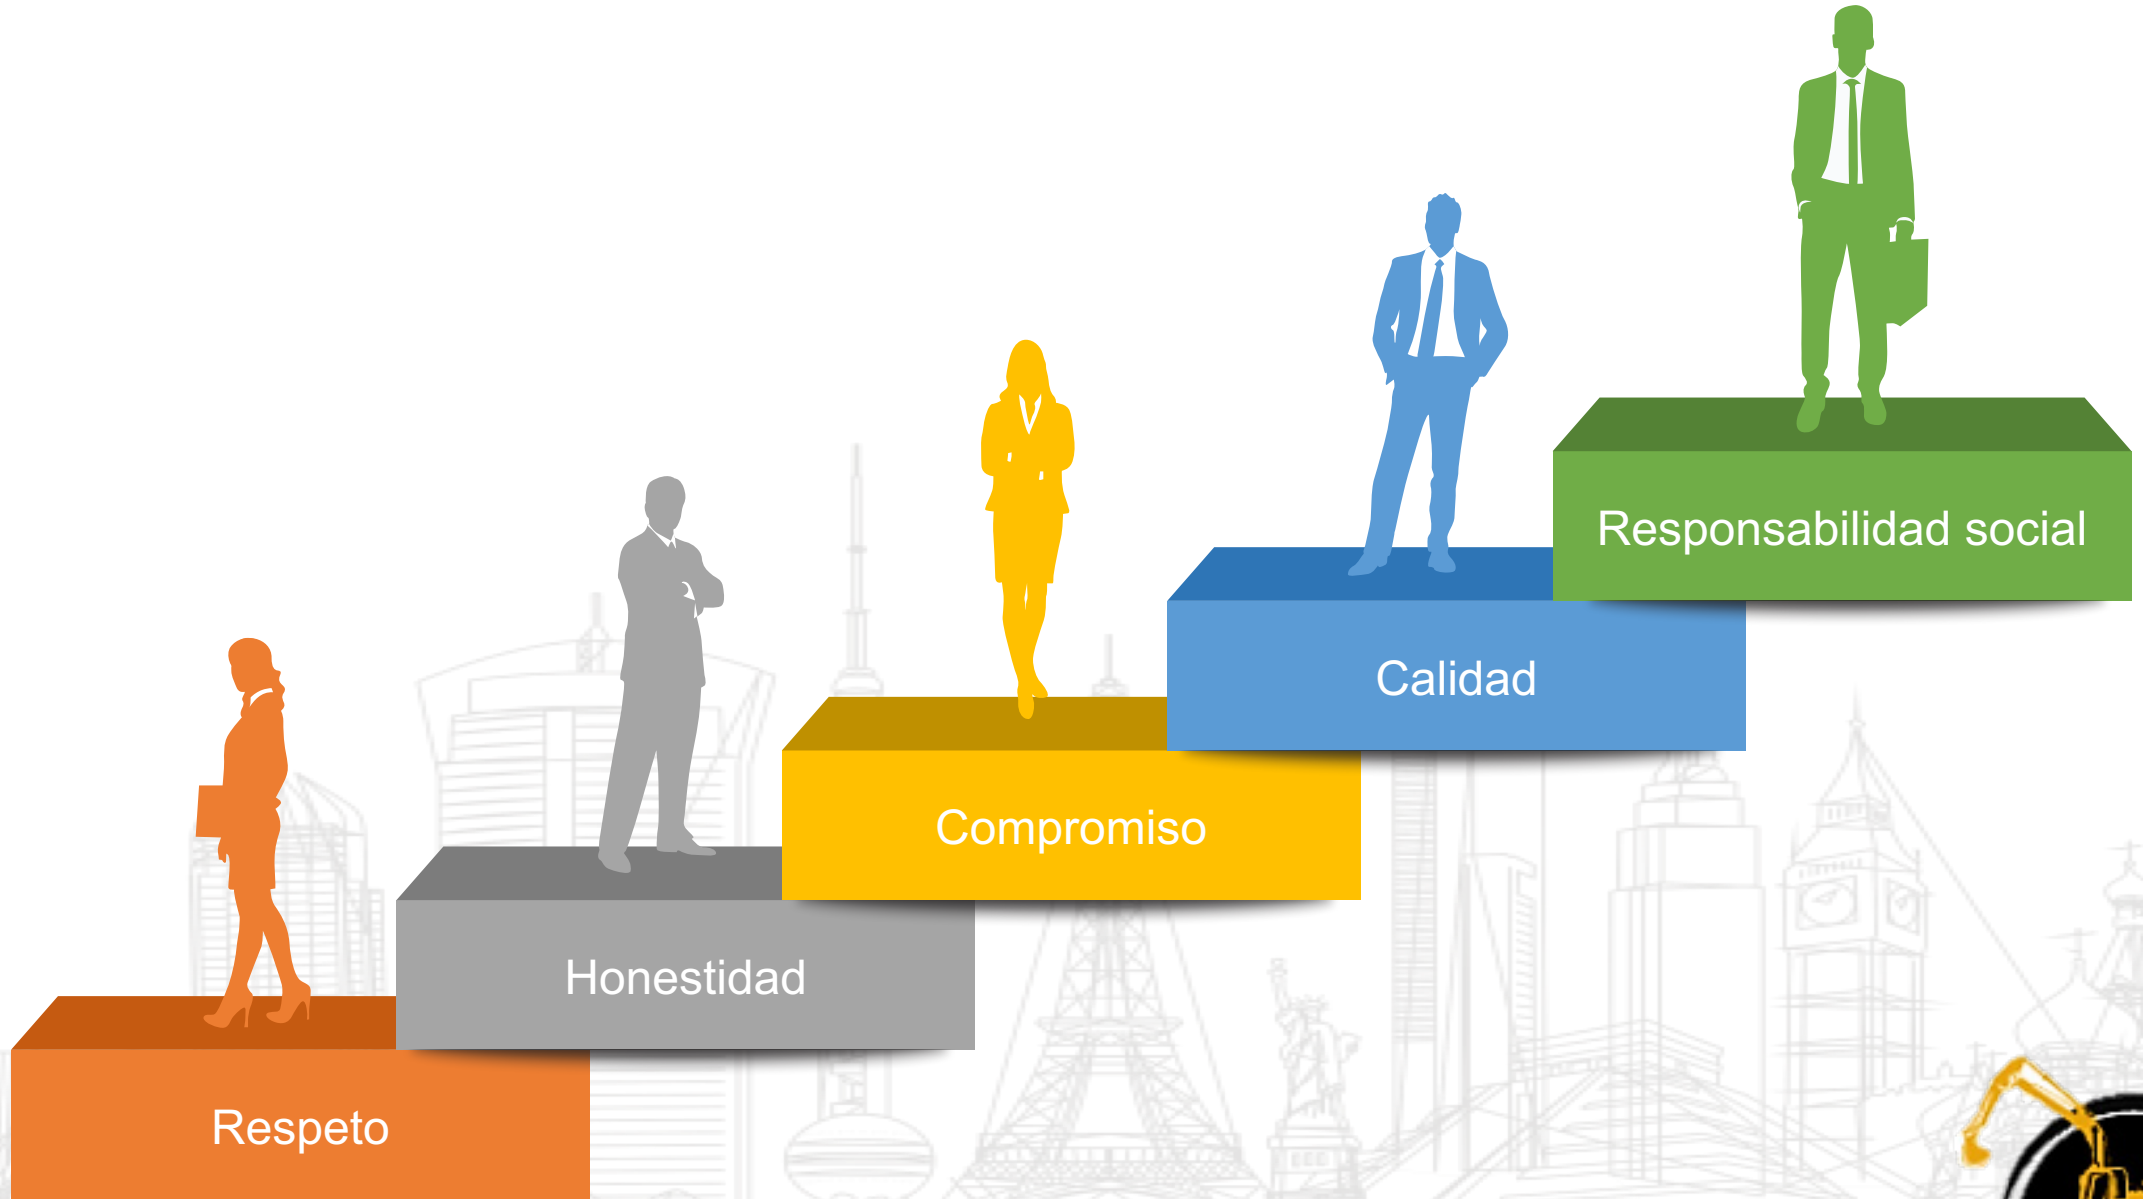 Responsabilidad social
Calidad
Compromiso
Honestidad
Respeto